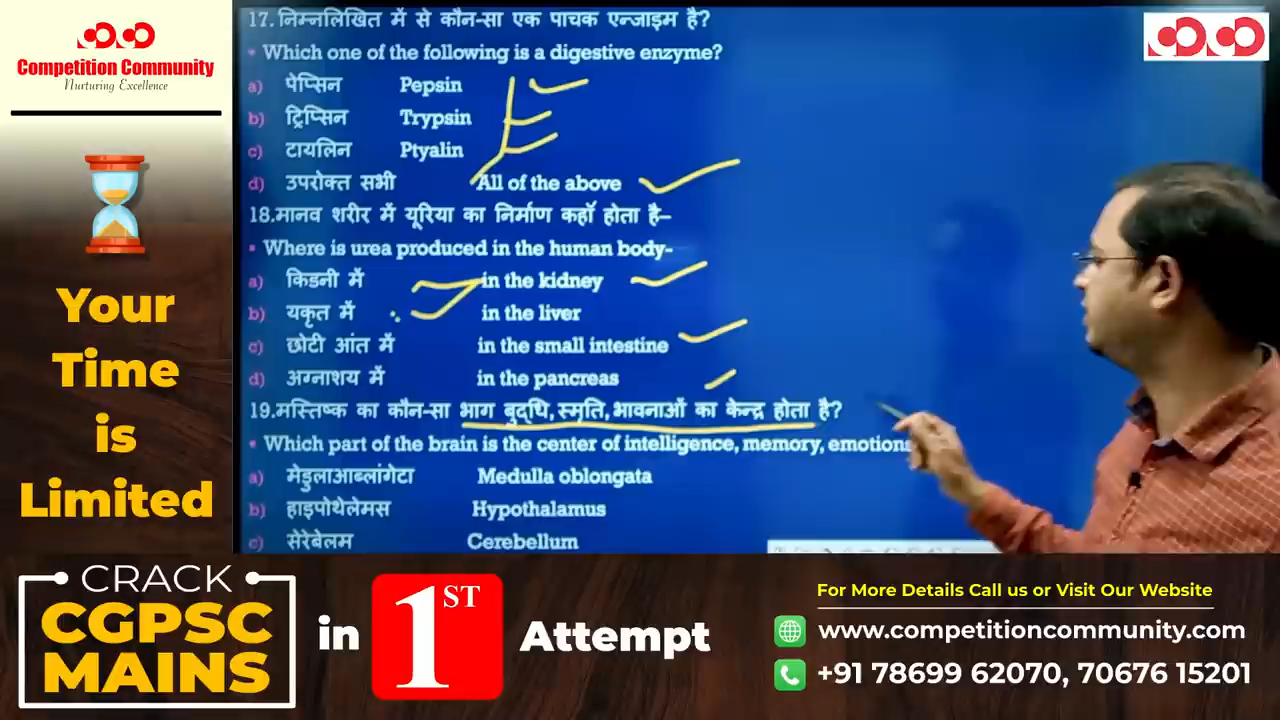 Competition Community
Nurturing Excellence
Your
Time
is
Limited
17. निम्नलिखित में से कौन-सा एक पाचक एन्जाइम है?
• Which one of the following is a digestive enzyme?
a) पेप्सिन Pepsin
b) ट्रिप्सिन Trypsin
c) टायलिन Ptyalin
d) उपरोक्त सभी All of the above
18.मानव शरीर में यूरिया का निर्माण कहाॅं होता है–
• Where is urea produced in the human body-
a) किडनी में in the kidney
b) यकृत में in the liver
c) छोटी आंत में in the small intestine
d) अग्नाशय में in the pancreas
19.मस्तिष्क का कौन-सा भाग बुद्धि,स्मृति,भावनाओं का केन्द्र होता है?
• Which part of the brain is the center of intelligence, memory, emotions
a) मेडुलाआब्लांगेटा Medulla oblongata
b) हाइपोथेलेमस Hypothalamus
c) सेरेबेलम Cerebellum
CRACK
CGPSC
MAINS
in
1ST
Attempt
For More Details Call us or Visit Our Website
www.competitioncommunity.com
+91 78699 62070, 70676 15201